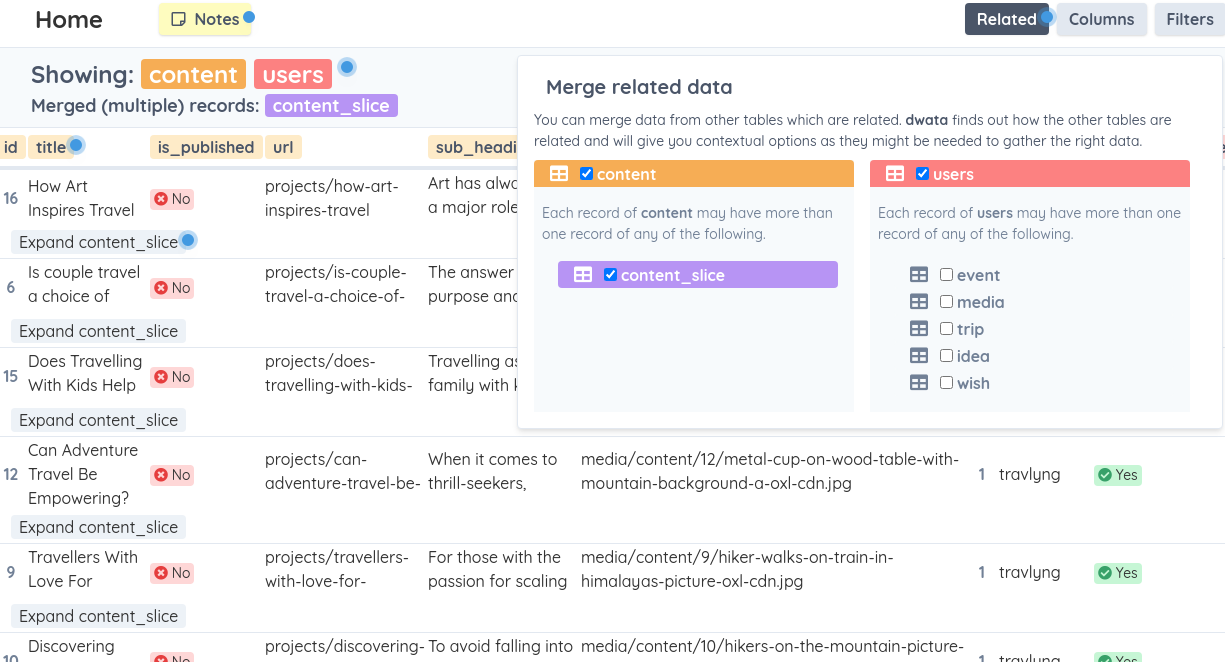 Home
Notes
Related
Columns
Filters
Showing: content users
Merged (multiple) records: content_slice
Merge related data
You can merge data from other tables which are related. dwata finds out how the other tables are
related and will give you contextual options as they might be needed to gather the right data.
content
Each record of content may have more than
one record of any of the following.
content_slice
users
Each record of users may have more than one
record of any of the following.
event
media
trip
idea
wish
id title is_published url sub_headi
16
How Art
Inspires Travel
No
projects/how-art-
inspires-travel
Art has alwa
a major role
Expand content_slice
6
Is couple travel
a choice of
No
projects/is-couple-
travel-a-choice-of-
The answer
purpose and
Expand content_slice
15
Does Travelling
With Kids Help
No
projects/does-
travelling-with-kids-
Travelling as
family with k
Expand content_slice
12
Can Adventure
Travel Be
Empowering?
No
projects/can-
adventure-travel-be-
When it comes to
thrill-seekers,
media/content/12/metal-cup-on-wood-table-with-
mountain-background-a-oxl-cdn.jpg
1
travlyng
Yes
Expand content_slice
9
Travellers With
Love For
No
projects/travellers-
with-love-for-
For those with the
passion for scaling
media/content/9/hiker-walks-on-train-in-
himalayas-picture-oxl-cdn.jpg
1
travlyng
Yes
Expand content_slice
10
Discovering
No
projects/discovering-
To avoid falling into
media/content/10/hikers-on-the-mountain-picture-
1
travlyng
Yes